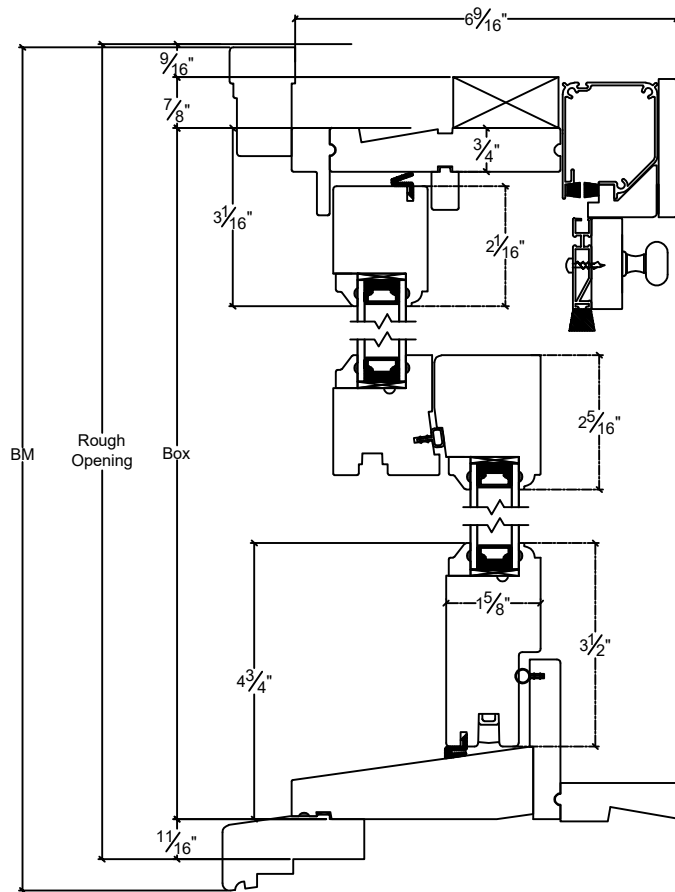 6 9/16"
9/16"
7/8"
3/4"
3 1/16"
2 1/16"
2 5/16"
BM
Rough
Opening
Box
1 5/8"
3 1/2"
4 3/4"
11/16"